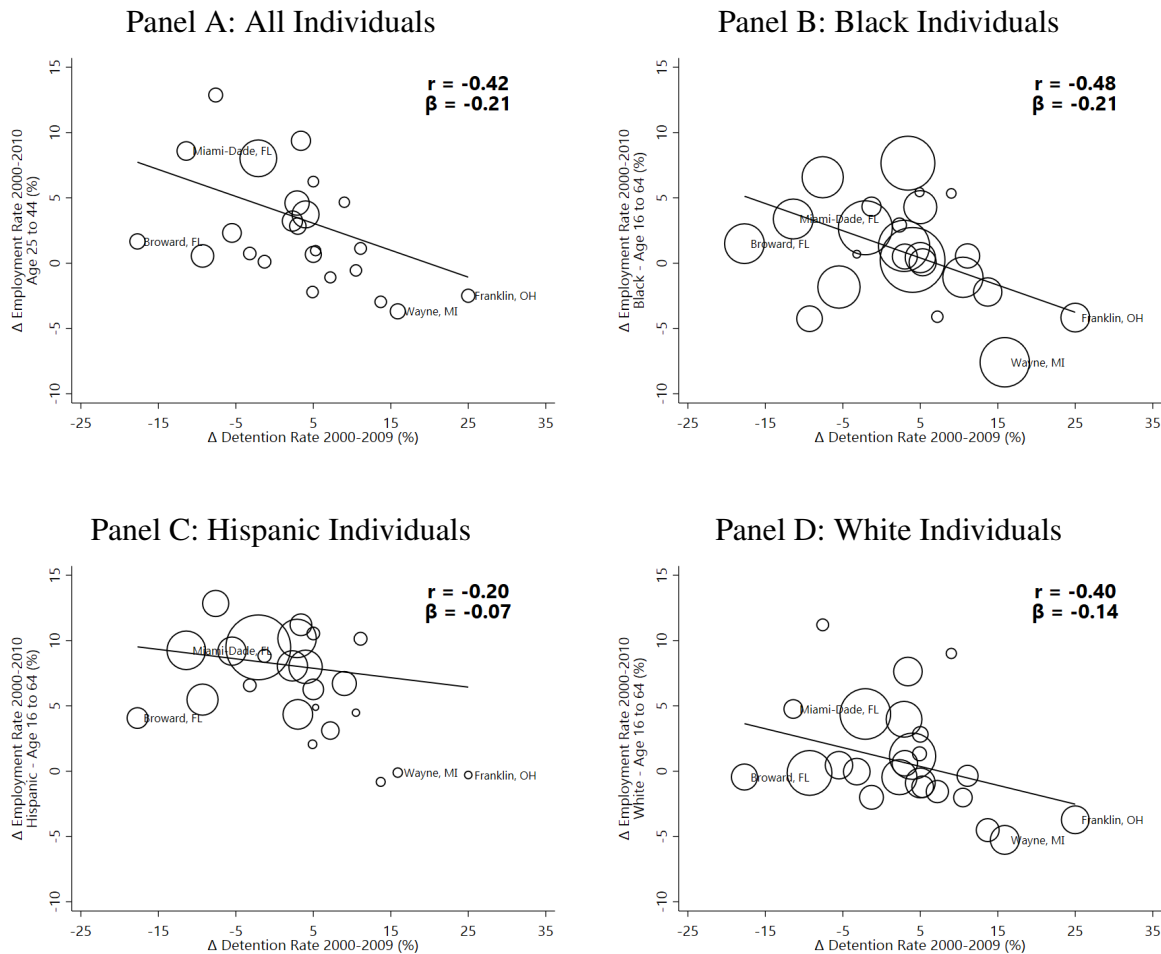 Panel A: All Individuals
r = -0.42
β = -0.21
Δ Employment Rate 2000-2010
Age 25 to 44 (%)
15
10
5
0
-5
-10
Miami-Dade, FL
Broward, FL
Franklin, OH
Wayne, MI
-25 -15 -5 5 15 25 35
Δ Detention Rate 2000-2009 (%)
Panel B: Black Individuals
r = -0.48
β = -0.21
Δ Employment Rate 2000-2010
Black - Age 16 to 64 (%)
15
10
5
0
-5
-10
Miami-Dade, FL
Broward, FL
Franklin, OH
Wayne, MI
-25 -15 -5 5 15 25 35
Δ Detention Rate 2000-2009 (%)
Panel C: Hispanic Individuals
r = -0.20
β = -0.07
Δ Employment Rate 2000-2010
Hispanic - Age 16 to 64 (%)
15
10
5
0
-5
-10
Miami-Dade, FL
Broward, FL
Wayne, MI
Franklin, OH
-25 -15 -5 5 15 25 35
Δ Detention Rate 2000-2009 (%)
Panel D: White Individuals
r = -0.40
β = -0.14
Δ Employment Rate 2000-2010
White - Age 16 to 64 (%)
15
10
5
0
-5
-10
Miami-Dade, FL
Broward, FL
Franklin, OH
Wayne, MI
-25 -15 -5 5 15 25 35
Δ Detention Rate 2000-2009 (%)